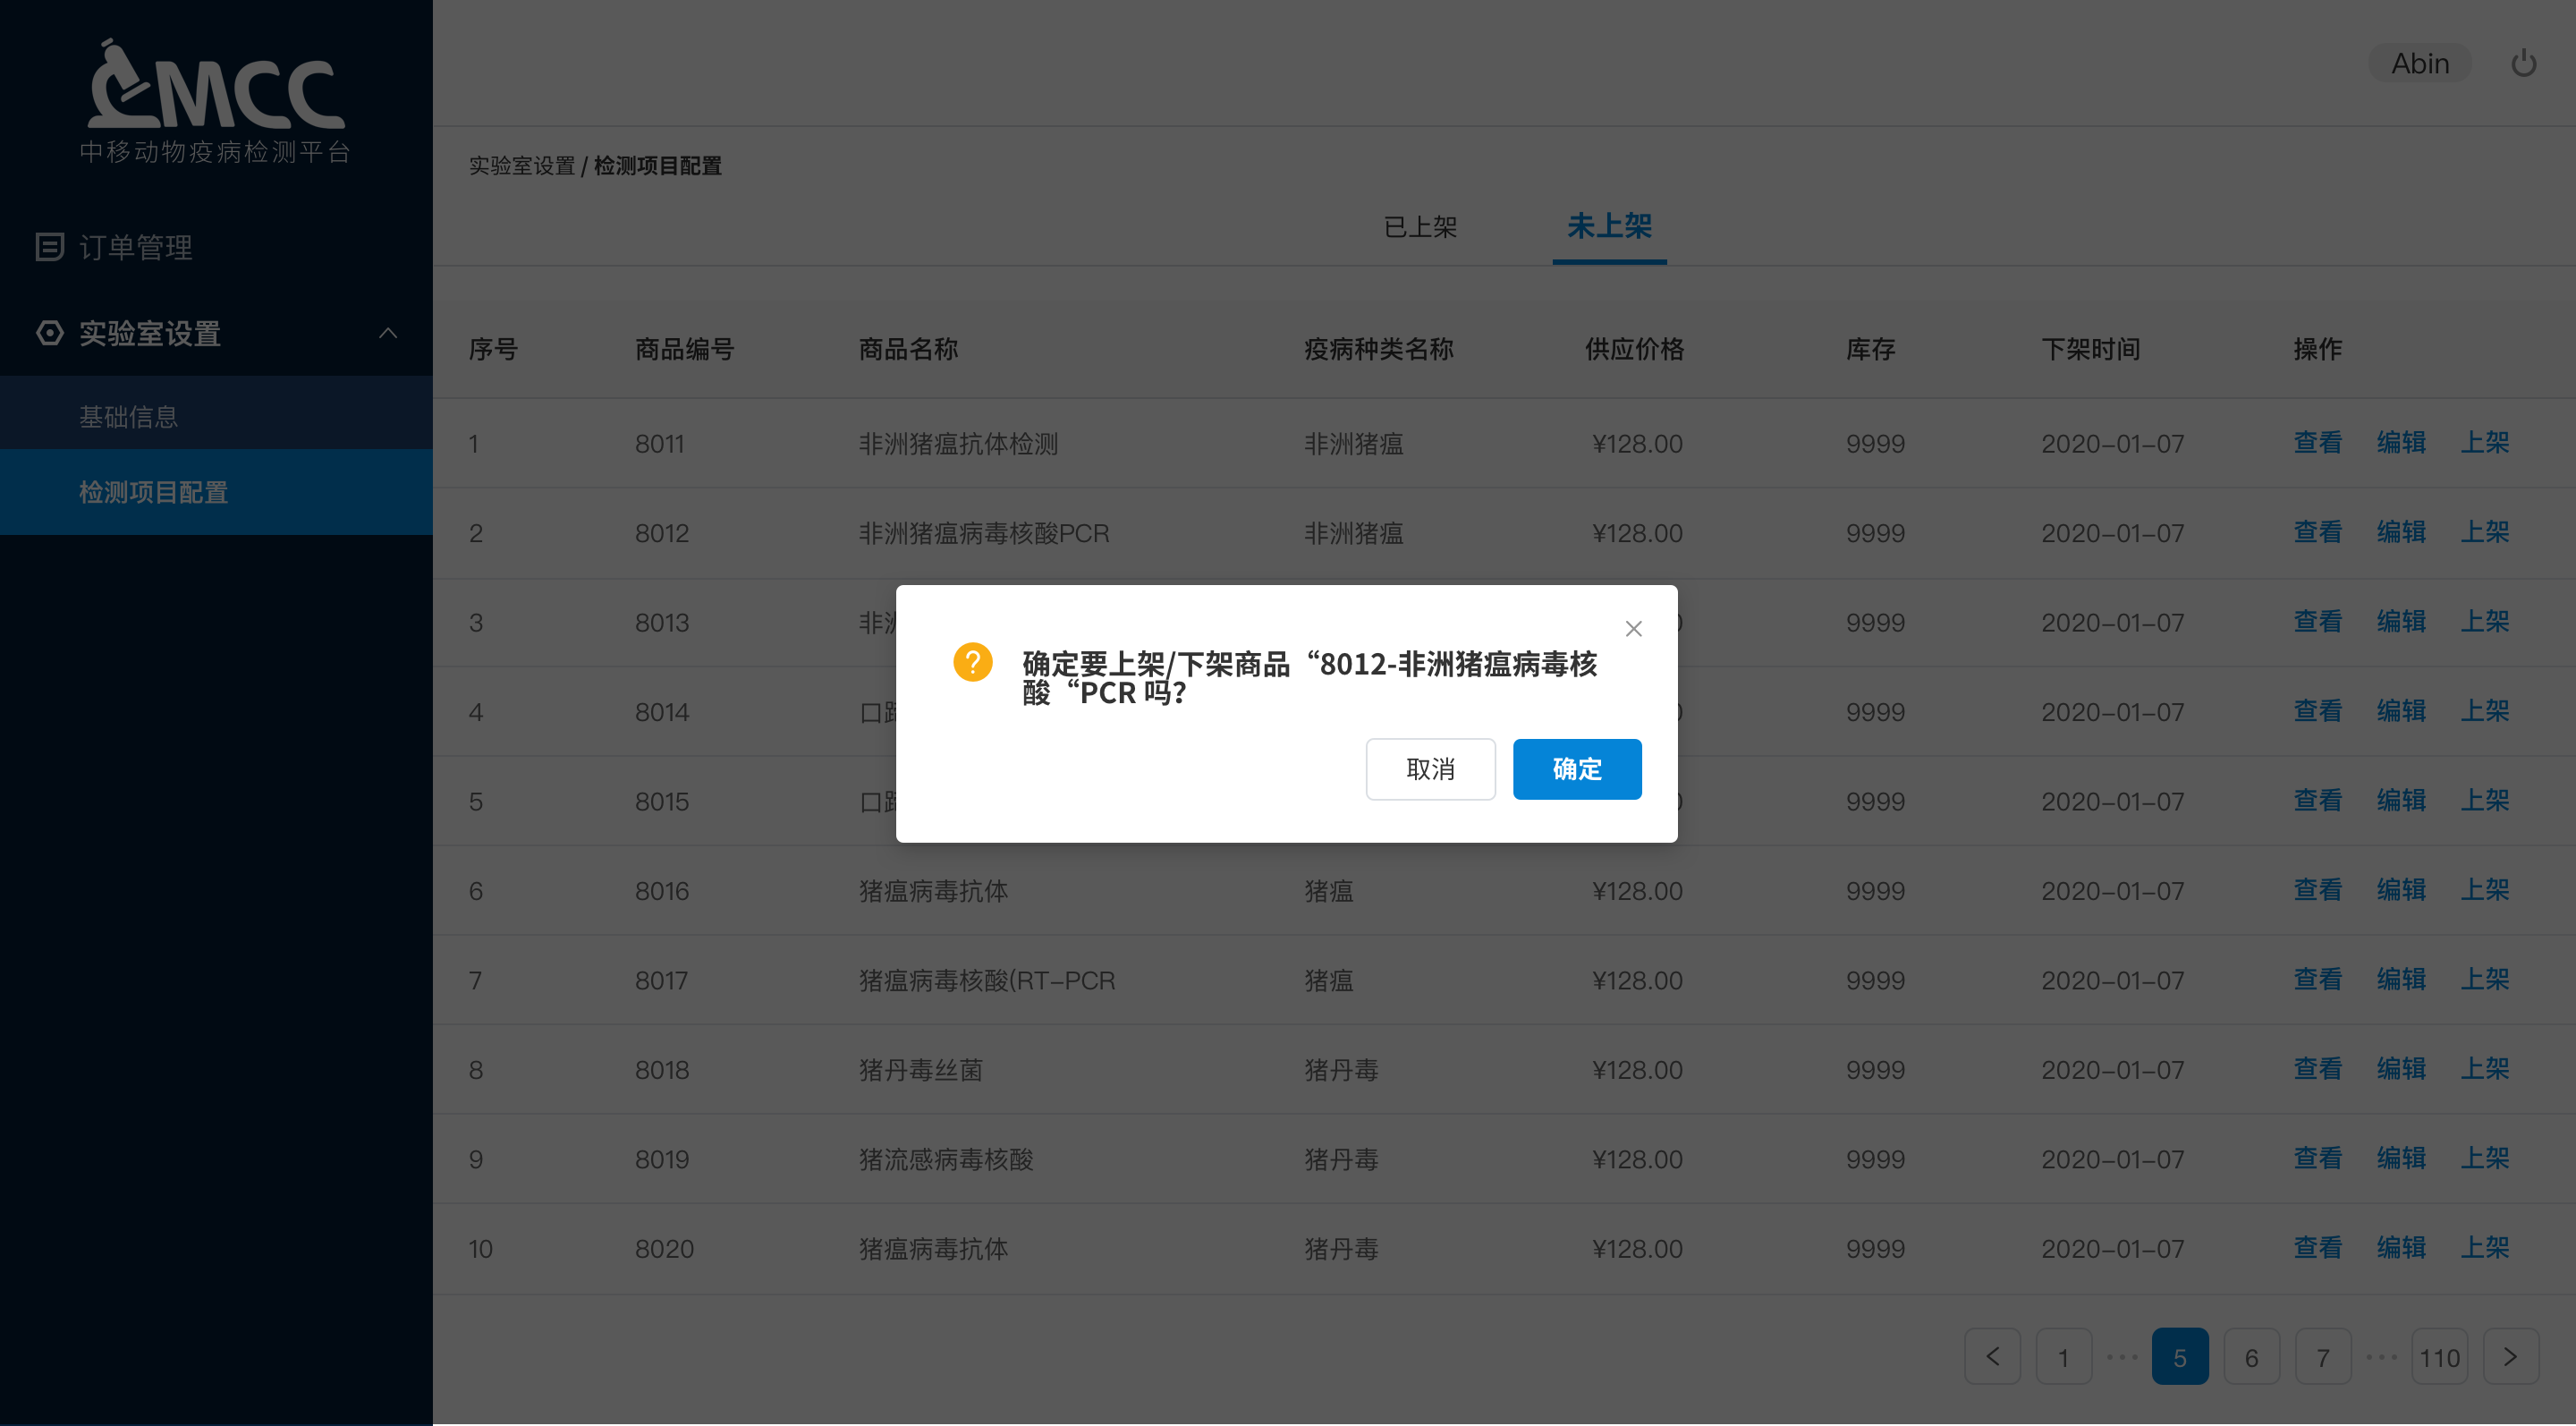 MCC
中移动物疫病检测平台
订单管理
实验室设置
基础信息
检测项目配置
Abin
实验室设置 / 检测项目配置
已上架 未上架
序号 商品编号 商品名称 疫病种类名称 供应价格 库存 下架时间 操作
1 8011 非洲猪瘟抗体检测 非洲猪瘟 ¥128.00 9999 2020-01-07 查看 编辑 上架
2 8012 非洲猪瘟病毒核酸PCR 非洲猪瘟 ¥128.00 9999 2020-01-07 查看 编辑 上架
3 8013 非 9999 2020-01-07 查看 编辑 上架
4 8014 口 9999 2020-01-07 查看 编辑 上架
5 8015 口 9999 2020-01-07 查看 编辑 上架
6 8016 猪瘟病毒抗体 猪瘟 ¥128.00 9999 2020-01-07 查看 编辑 上架
7 8017 猪瘟病毒核酸(RT-PCR 猪瘟 ¥128.00 9999 2020-01-07 查看 编辑 上架
8 8018 猪丹毒丝菌 猪丹毒 ¥128.00 9999 2020-01-07 查看 编辑 上架
9 8019 猪流感病毒核酸 猪丹毒 ¥128.00 9999 2020-01-07 查看 编辑 上架
10 8020 猪瘟病毒抗体 猪丹毒 ¥128.00 9999 2020-01-07 查看 编辑 上架
确定要上架/下架商品“8012-非洲猪瘟病毒核
酸“PCR 吗?
取消 确定
1 ••• 5 6 7 ••• 110